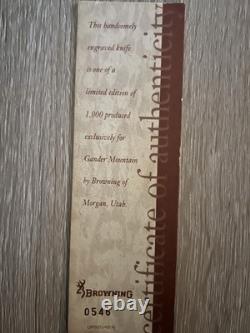 This handsomely
engraved knife
is one of a
limited edition of
1,000 produced
exclusively for
Gander Mountain
by Browning of
Morgan, Utah.
BROWNING
0546
certificate of authenticity